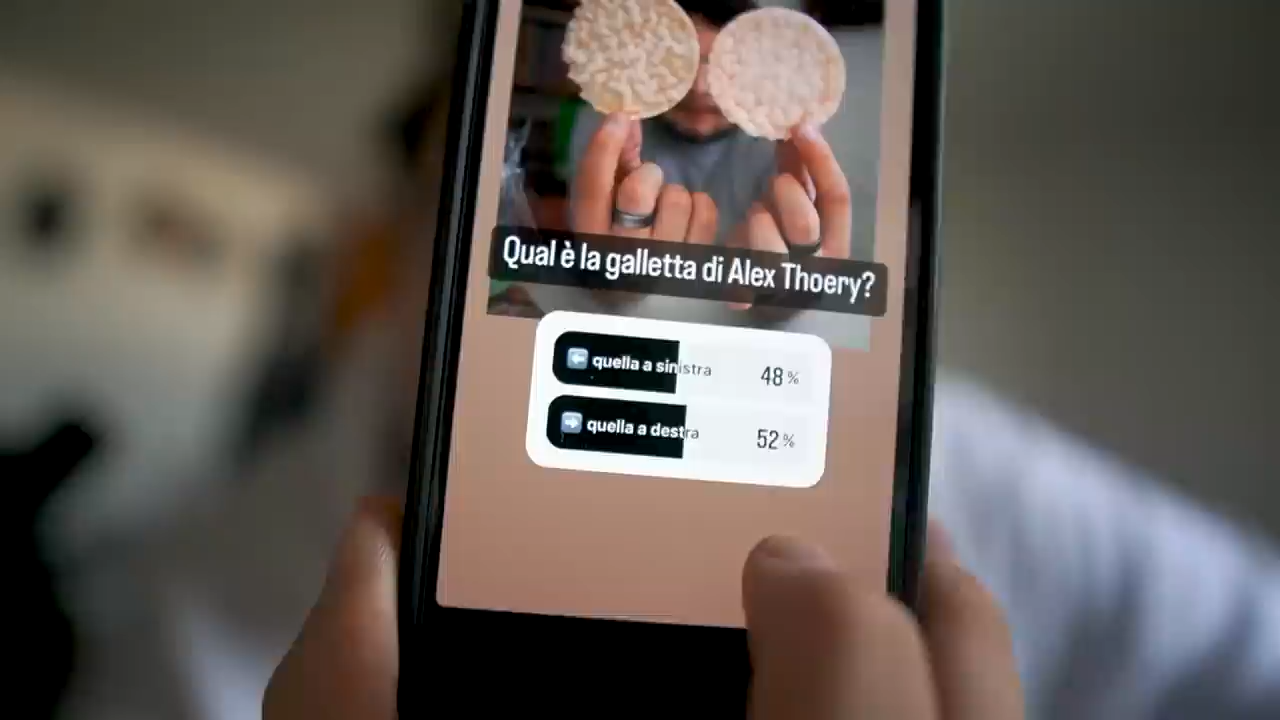 Qual è la galletta di Alex Thoery?
⬅️ quella a sinistra 48%
➡️ quella a destra 52%